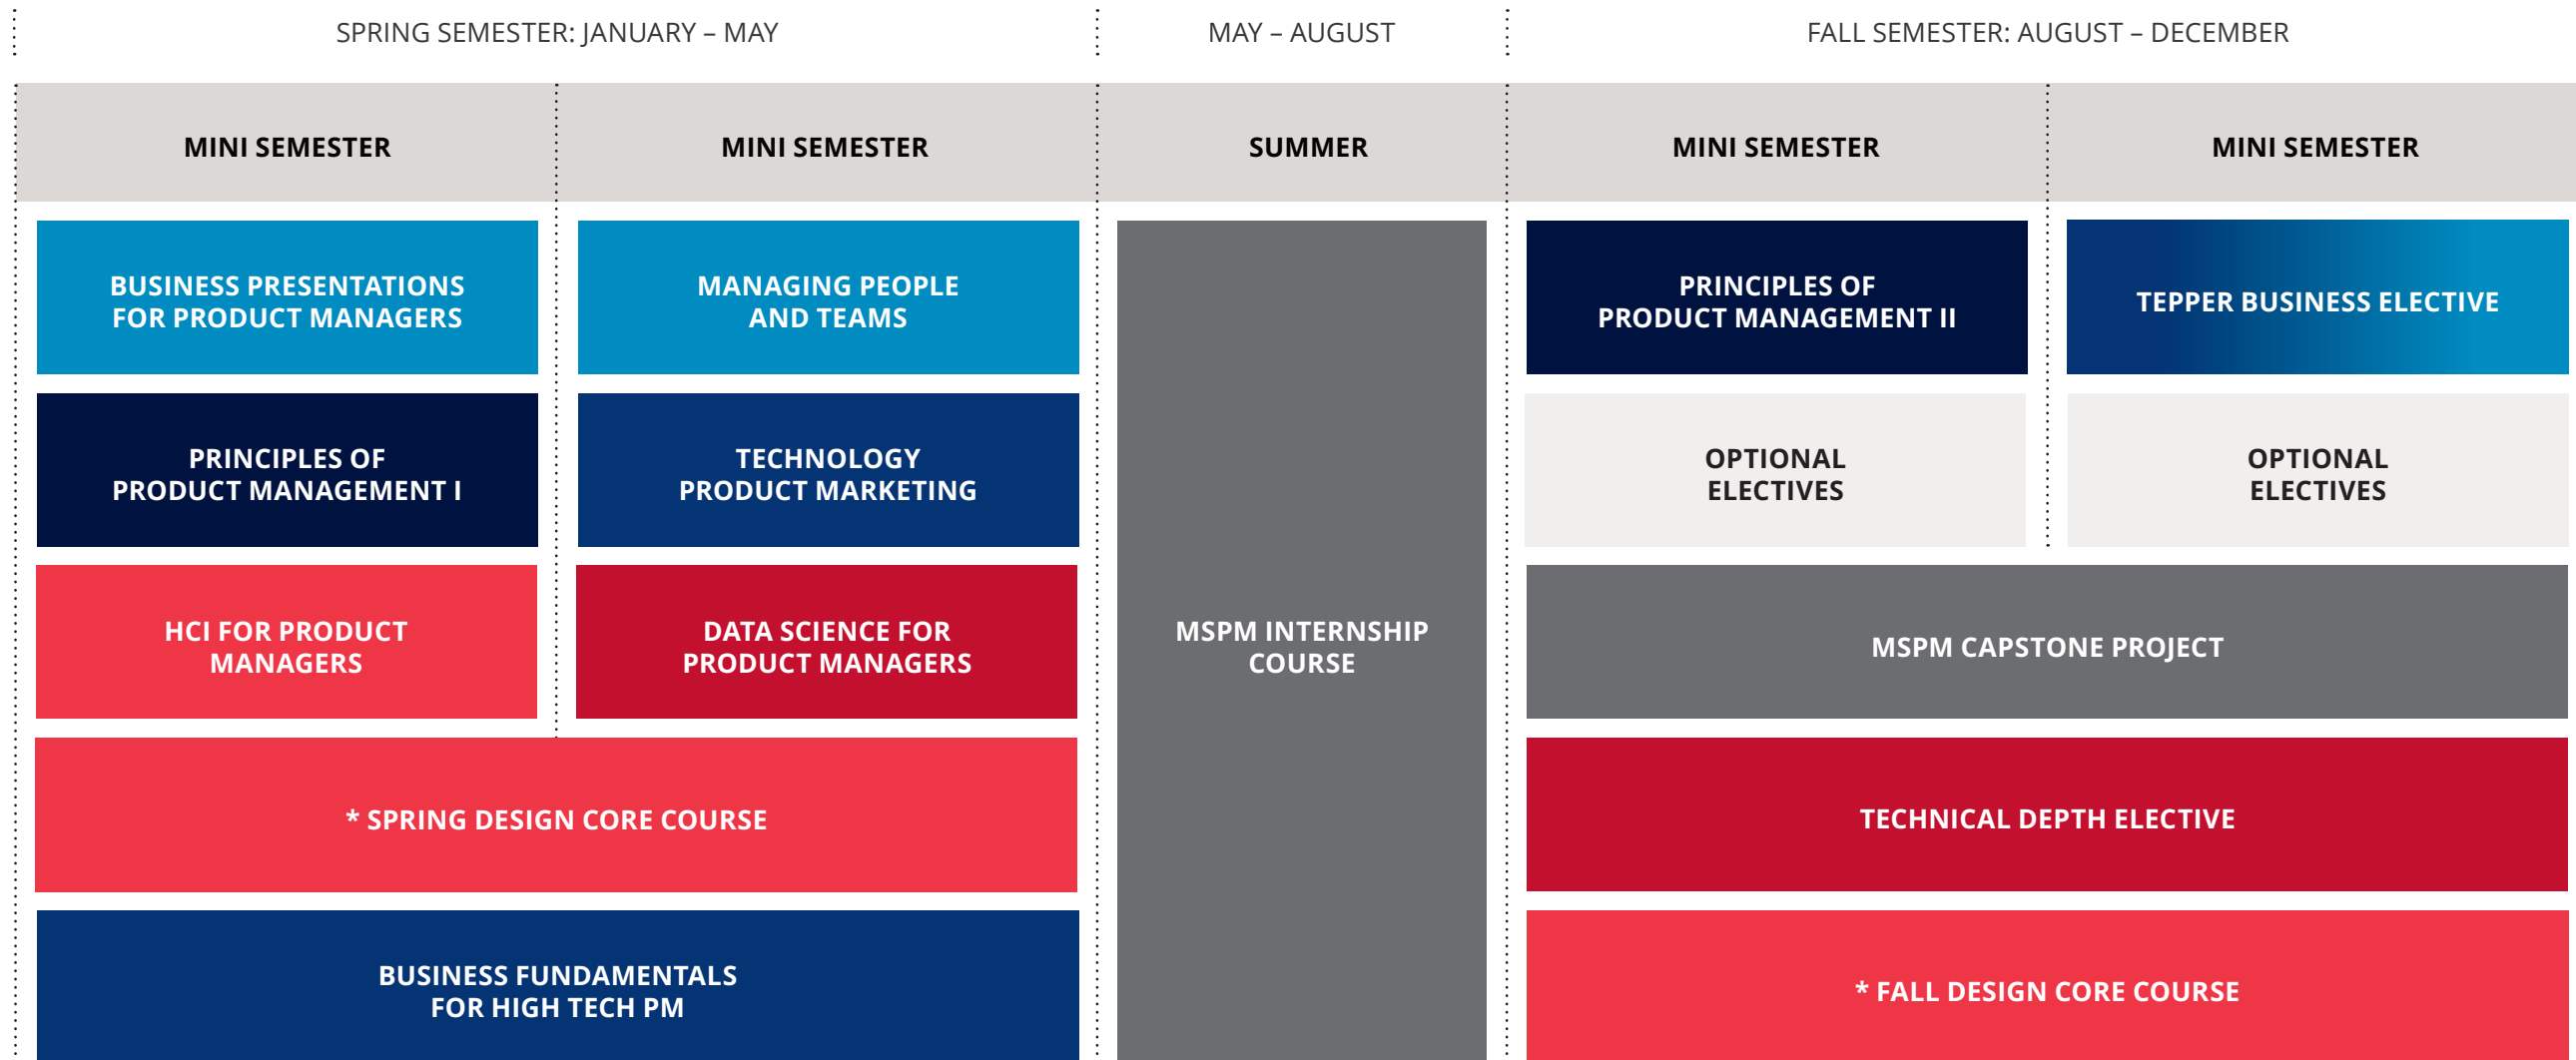 SPRING SEMESTER: JANUARY – MAY
MAY – AUGUST
FALL SEMESTER: AUGUST – DECEMBER
MINI SEMESTER
MINI SEMESTER
SUMMER
MINI SEMESTER
MINI SEMESTER
BUSINESS PRESENTATIONS
FOR PRODUCT MANAGERS
MANAGING PEOPLE
AND TEAMS
PRINCIPLES OF
PRODUCT MANAGEMENT II
TEPPER BUSINESS ELECTIVE
PRINCIPLES OF
PRODUCT MANAGEMENT I
TECHNOLOGY
PRODUCT MARKETING
OPTIONAL
ELECTIVES
OPTIONAL
ELECTIVES
HCI FOR PRODUCT
MANAGERS
DATA SCIENCE FOR
PRODUCT MANAGERS
MSPM INTERNSHIP
COURSE
MSPM CAPSTONE PROJECT
* SPRING DESIGN CORE COURSE
TECHNICAL DEPTH ELECTIVE
BUSINESS FUNDAMENTALS
FOR HIGH TECH PM
* FALL DESIGN CORE COURSE